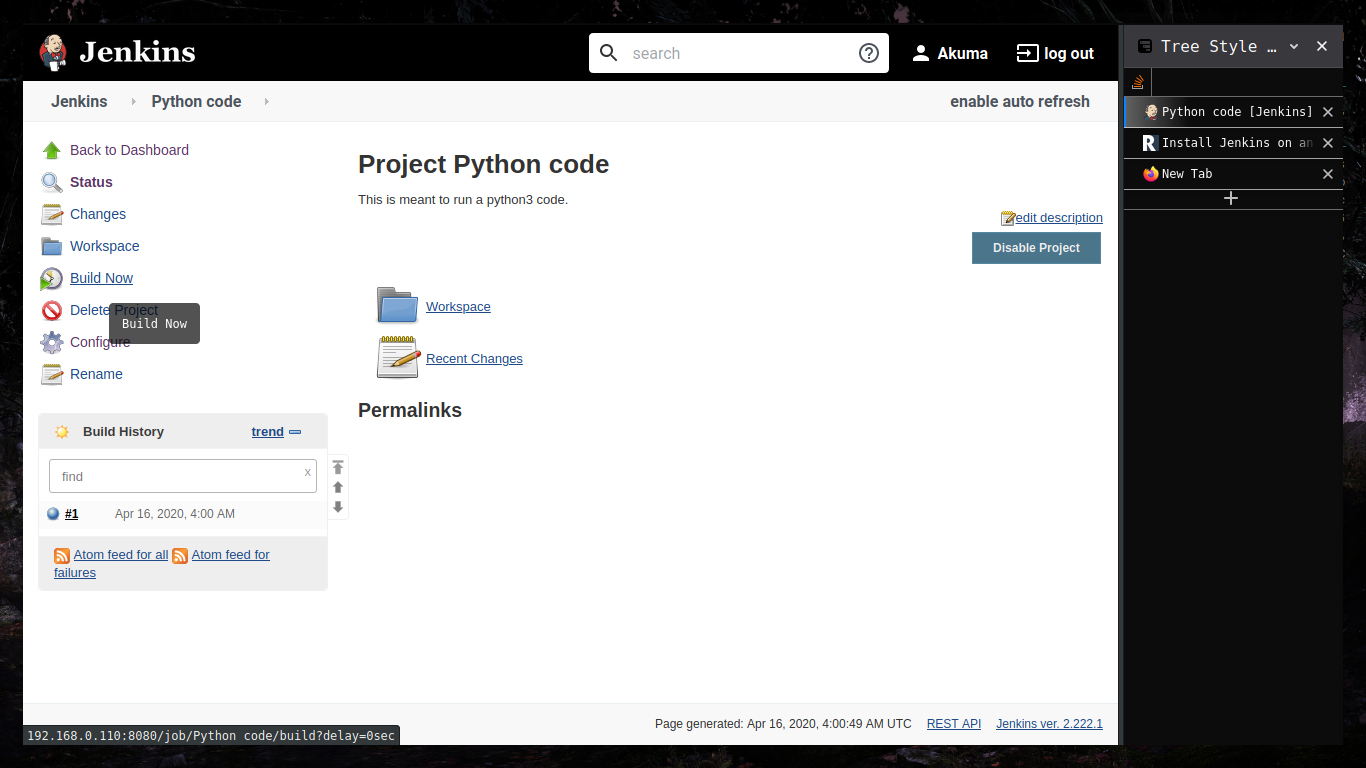 Jenkins
search
Akuma
log out
Jenkins
Python code
enable auto refresh
Back to Dashboard
Status
Changes
Workspace
Build Now
Delete Project
Build Now
Configure
Rename
Build History
trend
find
x
#1
Apr 16, 2020, 4:00 AM
Atom feed for all
Atom feed for
failures
Project Python code
This is meant to run a python3 code.
edit description
Disable Project
Workspace
Recent Changes
Permalinks
Page generated: Apr 16, 2020, 4:00:49 AM UTC
REST API
Jenkins ver. 2.222.1
192.168.0.110:8080/job/Python code/build?delay=0sec
Tree Style …
Python code [Jenkins]
R
Install Jenkins on an
New Tab